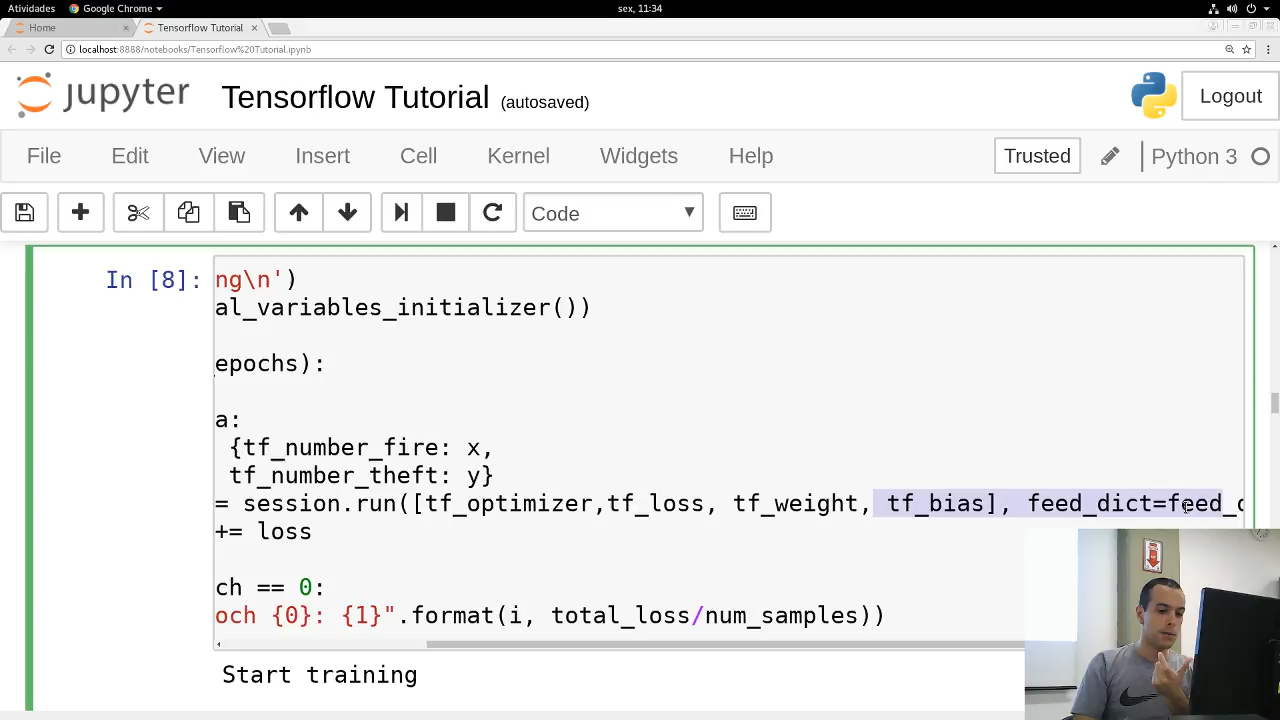 Atividades Google Chrome sex, 11:34
Home Tensorflow Tutorial
localhost:8888/notebooks/Tensorflow%20Tutorial.ipynb
jupyter Tensorflow Tutorial (autosaved) Logout
File Edit View Insert Cell Kernel Widgets Help Trusted Python 3
Code
In [8]: ng\n')
al_variables_initializer())
epochs):
a:
{tf_number_fire: x,
tf_number_theft: y}
= session.run([tf_optimizer,tf_loss, tf_weight, tf_bias], feed_dict=feed_d
+= loss
ch == 0:
och {0}: {1}".format(i, total_loss/num_samples))
Start training